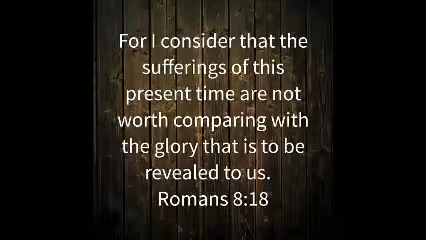 For I consider that the
sufferings of this
present time are not
worth comparing with
the glory that is to be
revealed to us.
Romans 8:18